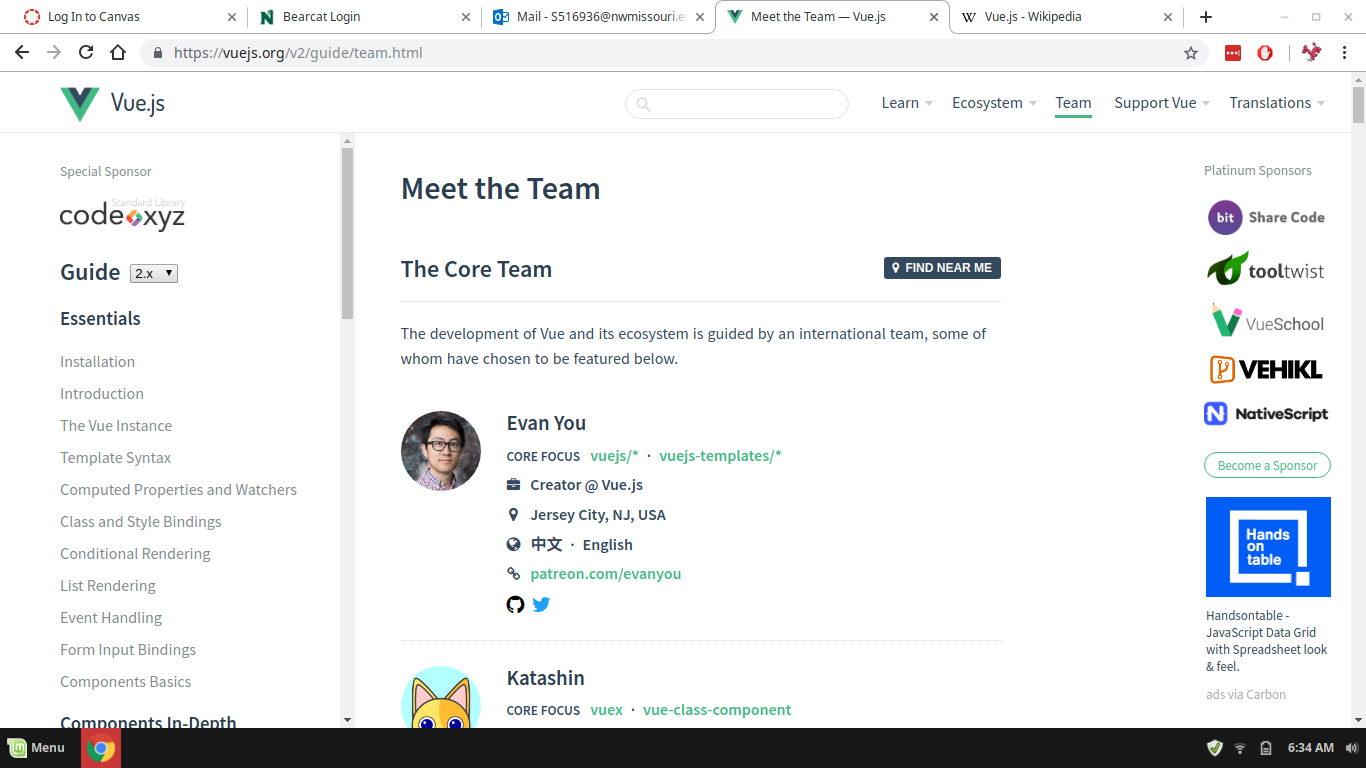 Log In to Canvas
Bearcat Login
Mail - S516936@nwmissouri.e
Meet the Team — Vue.js
Vue.js - Wikipedia
https://vuejs.org/v2/guide/team.html
Vue.js
Learn
Ecosystem
Team
Support Vue
Translations
Special Sponsor
Standard Library
code xyz
Guide 2.x
Essentials
Installation
Introduction
The Vue Instance
Template Syntax
Computed Properties and Watchers
Class and Style Bindings
Conditional Rendering
List Rendering
Event Handling
Form Input Bindings
Components Basics
Components In-Depth
Meet the Team
The Core Team
FIND NEAR ME
The development of Vue and its ecosystem is guided by an international team, some of
whom have chosen to be featured below.
Evan You
CORE FOCUS vuejs/* · vuejs-templates/*
Creator @ Vue.js
Jersey City, NJ, USA
中文 · English
patreon.com/evanyou
Katashin
CORE FOCUS vuex · vue-class-component
Platinum Sponsors
bit Share Code
tooltwist
VueSchool
VEHIKL
N NativeScript
Become a Sponsor
Hands
on
table
Handsontable -
JavaScript Data Grid
with Spreadsheet look
& feel.
ads via Carbon
Menu
6:34 AM